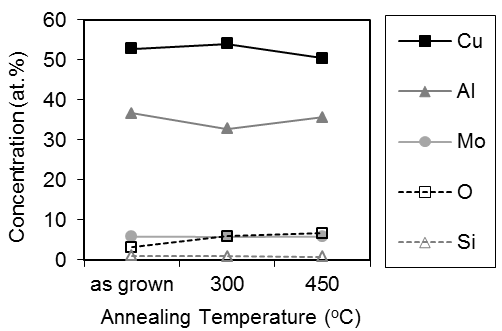 60
50
40
30
20
10
0
Concentration (at.%)
as grown 300 450
Annealing Temperature (ºC)
Cu
Al
Mo
O
Si